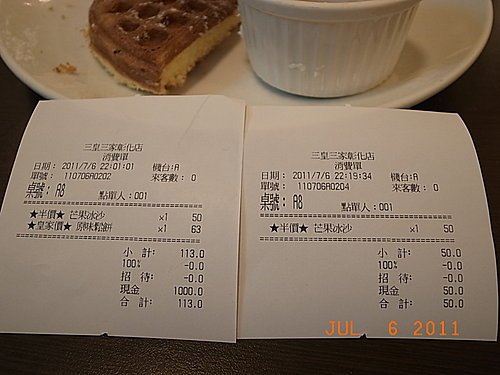 三皇三家彰化店
消費單
日期: 2011/7/6 22:01:01 機台:A
單號: 110706A0202 來客數: 0
桌號: A8 點單人:001
★半價★ 芒果冰沙 x1 50
★皇家價★ 原味鬆餅 x1 63
小 計: 113.0
100% -0.0
招 待: -0.0
現金 1000.0
合 計: 113.0
三皇三家彰化店
消費單
日期: 2011/7/6 22:19:34 機台:A
單號: 110706A0204 來客數: 0
桌號: A8 點單人:001
★半價★ 芒果冰沙 x1 50
小 計: 50.0
100% -0.0
招 待: -0.0
現金 50.0
合 計: 50.0
JUL 6 2011